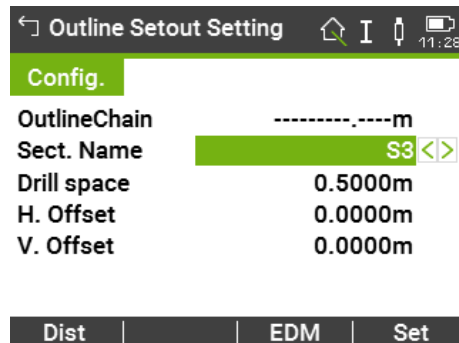 Outline Setout Setting
11:28
Config.
OutlineChain ---------.----m
Sect. Name S3
Drill space 0.5000m
H. Offset 0.0000m
V. Offset 0.0000m
Dist EDM Set